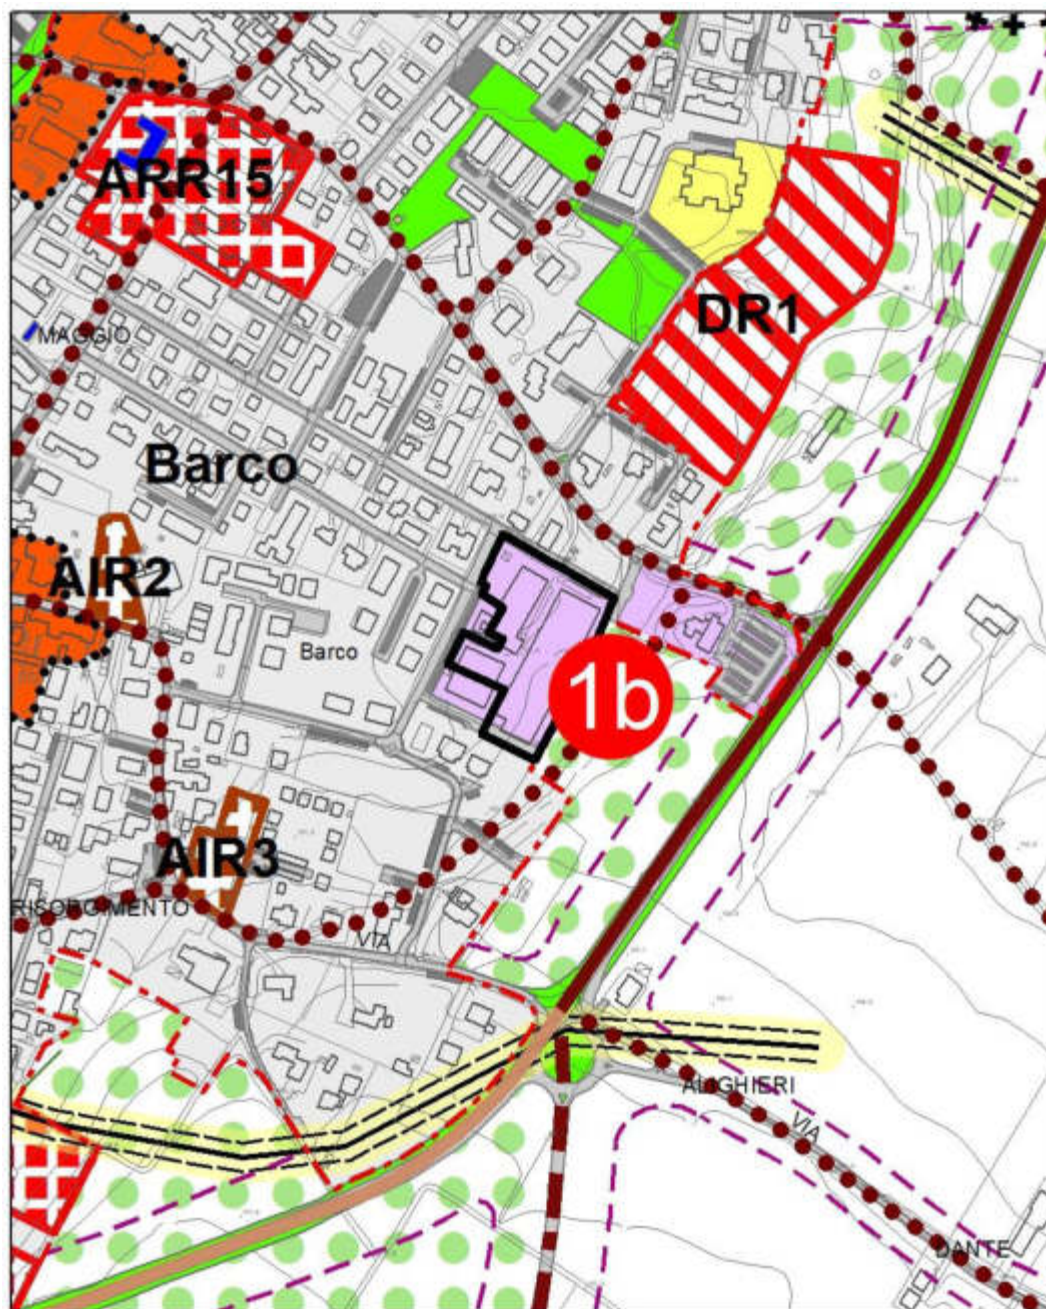 ARR15
DR1
MAGGIO
Barco
AIR2
Barco
1b
AIR3
RISORGIMENTO
VIA
ALIGHIERI
VIA
DANTE